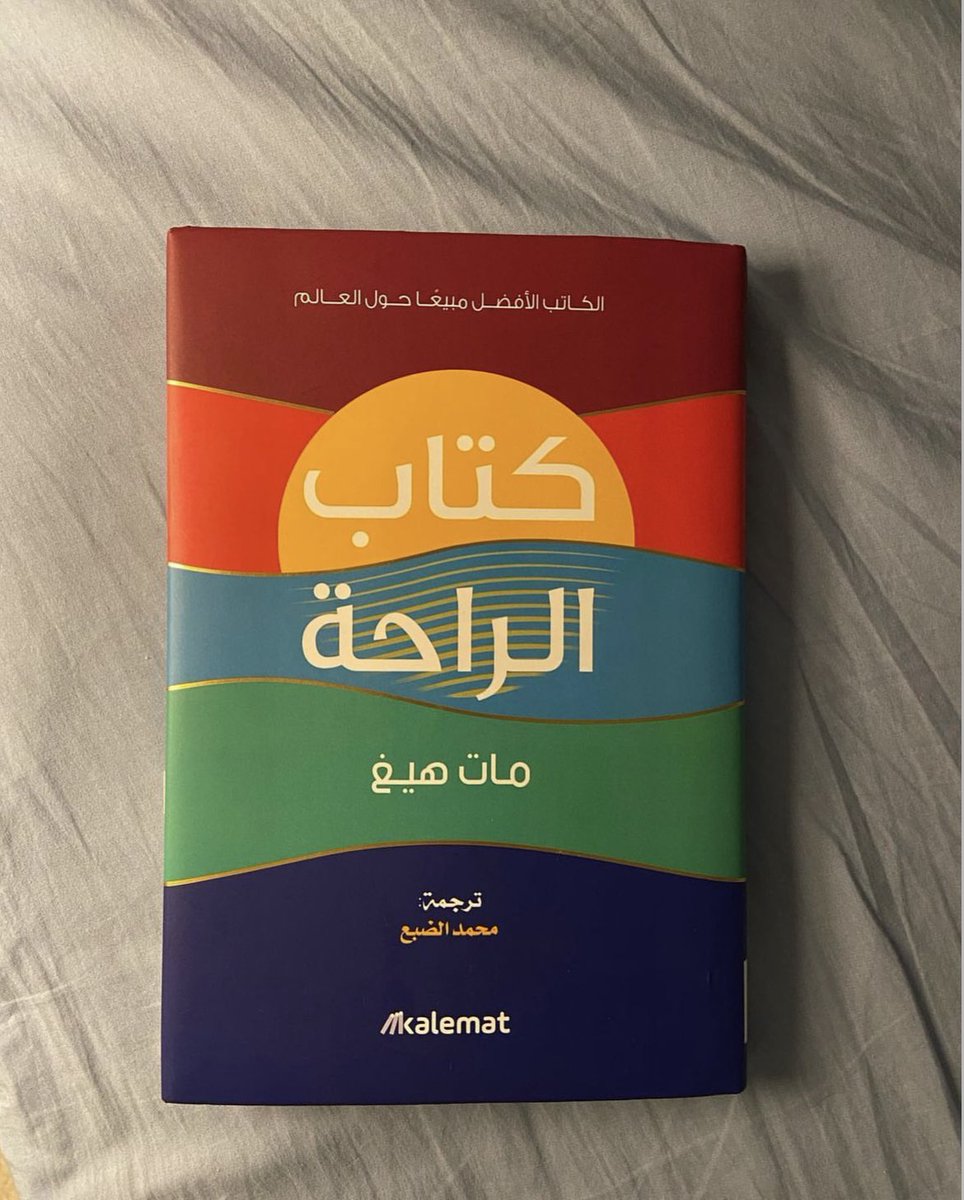 الكاتب الأفضل مبيعًا حول العالم
كتاب
الراحة
مات هيغ
ترجمة:
محمد الضبع
kalemat